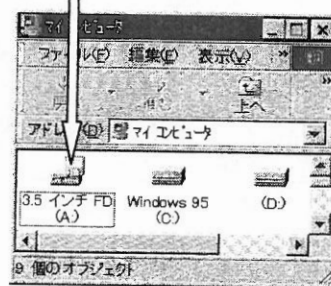 マイ コンピュータ
ファイル(F) 編集(E) 表示(V) »
上へ
アドレス(D) マイ コンピュータ
3.5 インチ FD
(A:)
Windows 95
(C:)
(D:)
9 個のオブジェクト